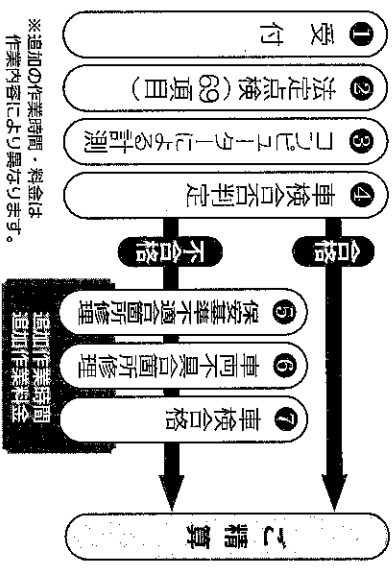 ❶ 受付
❷ 法定点検(69項目)
❸ コンピューターによる計測
❹ 車検合否判定
合格
不合格
❺ 保安基準不適合箇所修理
❻ 車両不具合箇所修理
❼ 車検合格
追加作業時間
追加作業料金
ご精算
※追加の作業時間・料金は
作業内容により異なります。